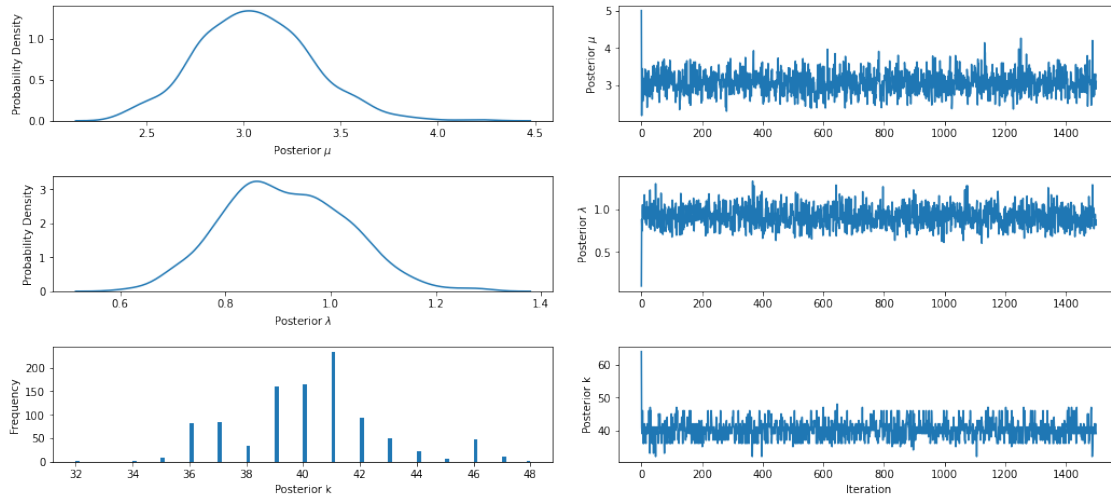 Probability Density
1.0
0.5
0.0
2.5 3.0 3.5 4.0 4.5
Posterior μ
Posterior μ
5
4
3
0 200 400 600 800 1000 1200 1400
Probability Density
3
2
1
0
0.6 0.8 1.0 1.2 1.4
Posterior λ
Posterior λ
1.0
0.5
0 200 400 600 800 1000 1200 1400
Frequency
200
150
100
50
0
32 34 36 38 40 42 44 46 48
Posterior k
Posterior k
60
50
40
0 200 400 600 800 1000 1200 1400
Iteration